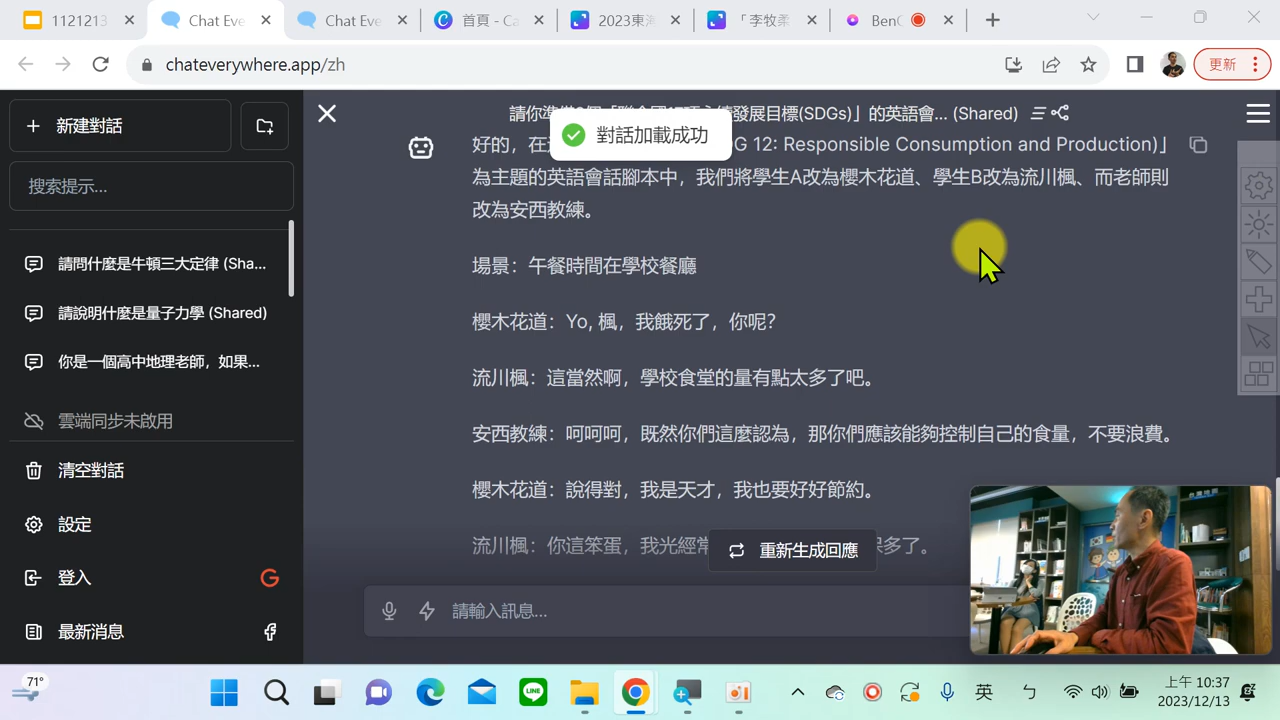 1121213
Chat Eve
Chat Eve
首頁 - Ca
2023東海
「李牧柔
Ben
chateverywhere.app/zh
更新
新建對話
搜索提示...
請問什麼是牛頓三大定律 (Sha...
請說明什麼是量子力學 (Shared)
你是一個高中地理老師，如果...
雲端同步未啟用
清空對話
設定
登入
最新消息
發展目標(SDGs)」的英語會... (Shared)
對話加載成功
好的，在
G 12: Responsible Consumption and Production)」
為主題的英語會話腳本中，我們將學生A改為櫻木花道、學生B改為流川楓、而老師則
改為安西教練。
場景：午餐時間在學校餐廳
櫻木花道：Yo, 楓，我餓死了，你呢？
流川楓：這當然啊，學校食堂的量有點太多了吧。
安西教練：呵呵呵，既然你們這麼認為，那你們應該能夠控制自己的食量，不要浪費。
櫻木花道：說得對，我是天才，我也要好好節約。
流川楓：你這笨蛋，我光經常
多了。
重新生成回應
請輸入訊息...
71°
LINE
英
ㄅ
上午 10:37
2023/12/13